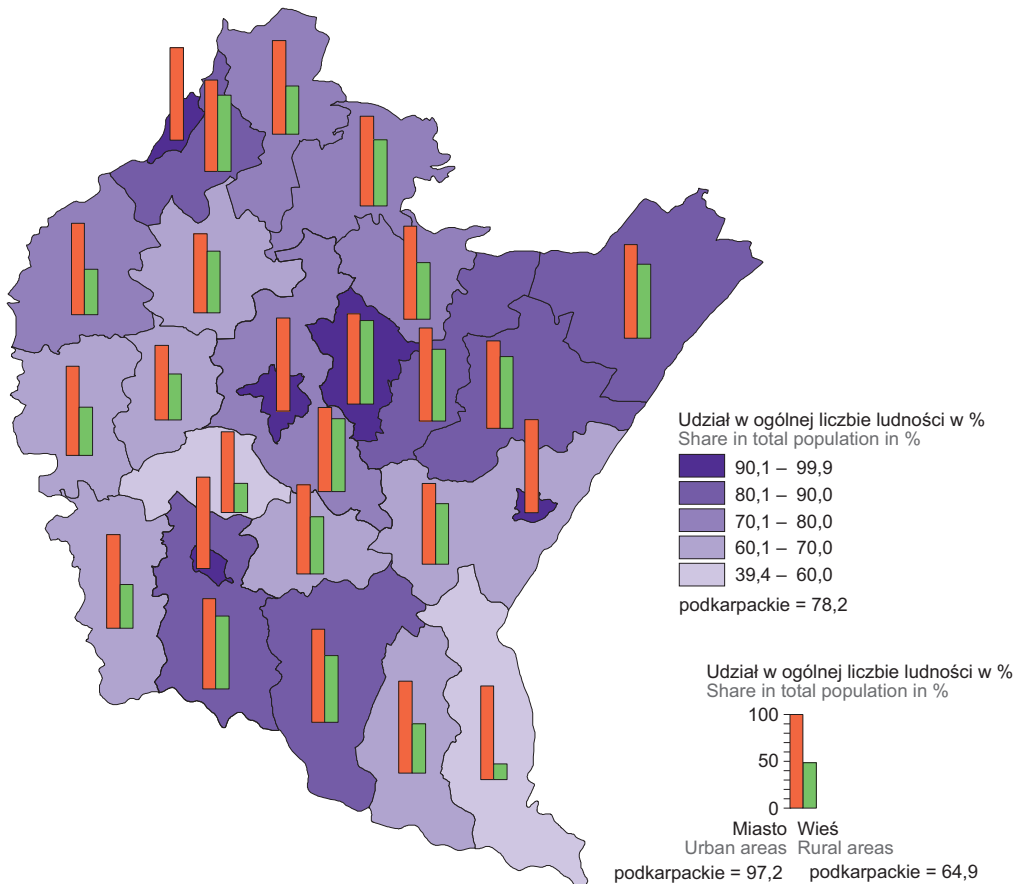 Udział w ogólnej liczbie ludności w %
Share in total population in %
90,1 – 99,9
80,1 – 90,0
70,1 – 80,0
60,1 – 70,0
39,4 – 60,0
podkarpackie = 78,2
Udział w ogólnej liczbie ludności w %
Share in total population in %
100
50
0
Miasto Wieś
Urban areas Rural areas
podkarpackie = 97,2 podkarpackie = 64,9